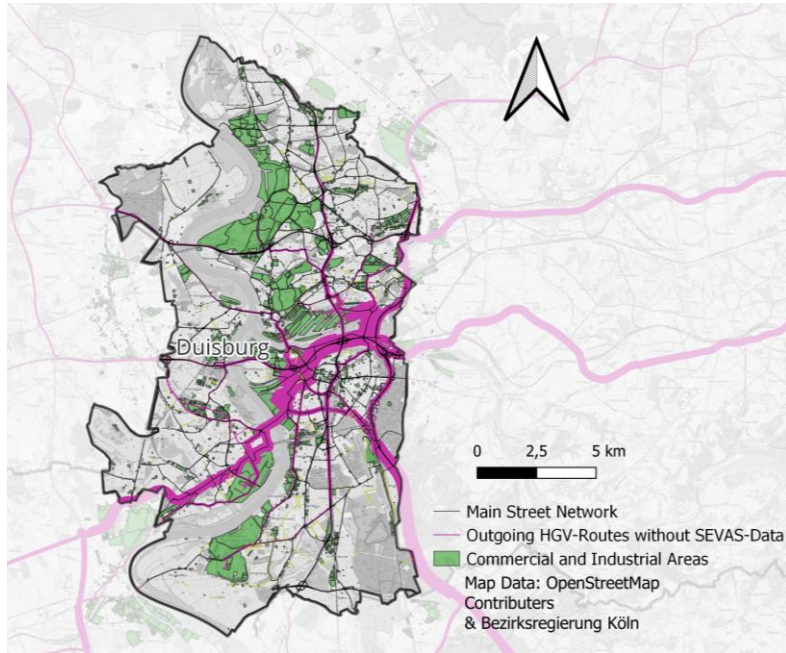 Duisburg
0 2,5 5 km
Main Street Network
Outgoing HGV-Routes without SEVAS-Data
Commercial and Industrial Areas
Map Data: OpenStreetMap
Contributers
& Bezirksregierung Köln